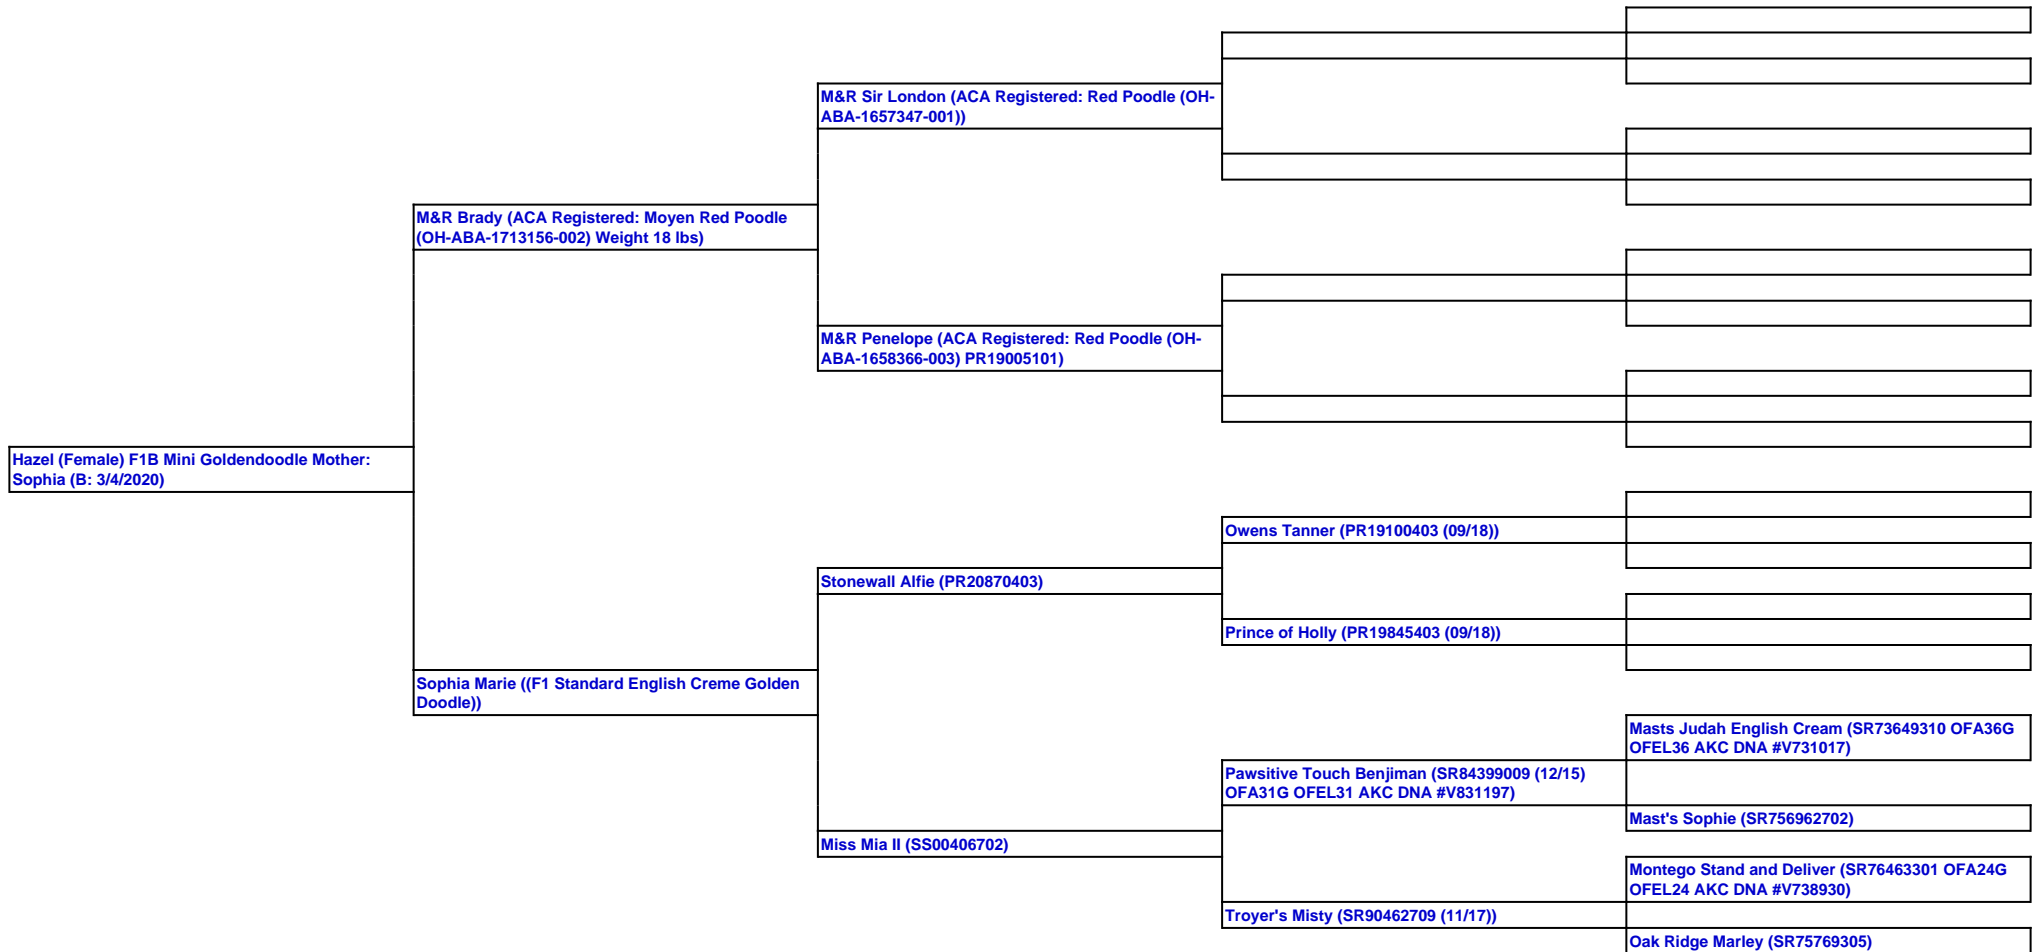 M&R Sir London (ACA Registered: Red Poodle (OH-
ABA-1657347-001))
M&R Brady (ACA Registered: Moyen Red Poodle
(OH-ABA-1713156-002) Weight 18 lbs)
M&R Penelope (ACA Registered: Red Poodle (OH-
ABA-1658366-003) PR19005101)
Hazel (Female) F1B Mini Goldendoodle Mother:
Sophia (B: 3/4/2020)
Owens Tanner (PR19100403 (09/18))
Stonewall Alfie (PR20870403)
Prince of Holly (PR19845403 (09/18))
Sophia Marie ((F1 Standard English Creme Golden
Doodle))
Masts Judah English Cream (SR73649310 OFA36G
OFEL36 AKC DNA #V731017)
Pawsitive Touch Benjiman (SR84399009 (12/15)
OFA31G OFEL31 AKC DNA #V831197)
Mast's Sophie (SR756962702)
Miss Mia II (SS00406702)
Montego Stand and Deliver (SR76463301 OFA24G
OFEL24 AKC DNA #V738930)
Troyer's Misty (SR90462709 (11/17))
Oak Ridge Marley (SR75769305)